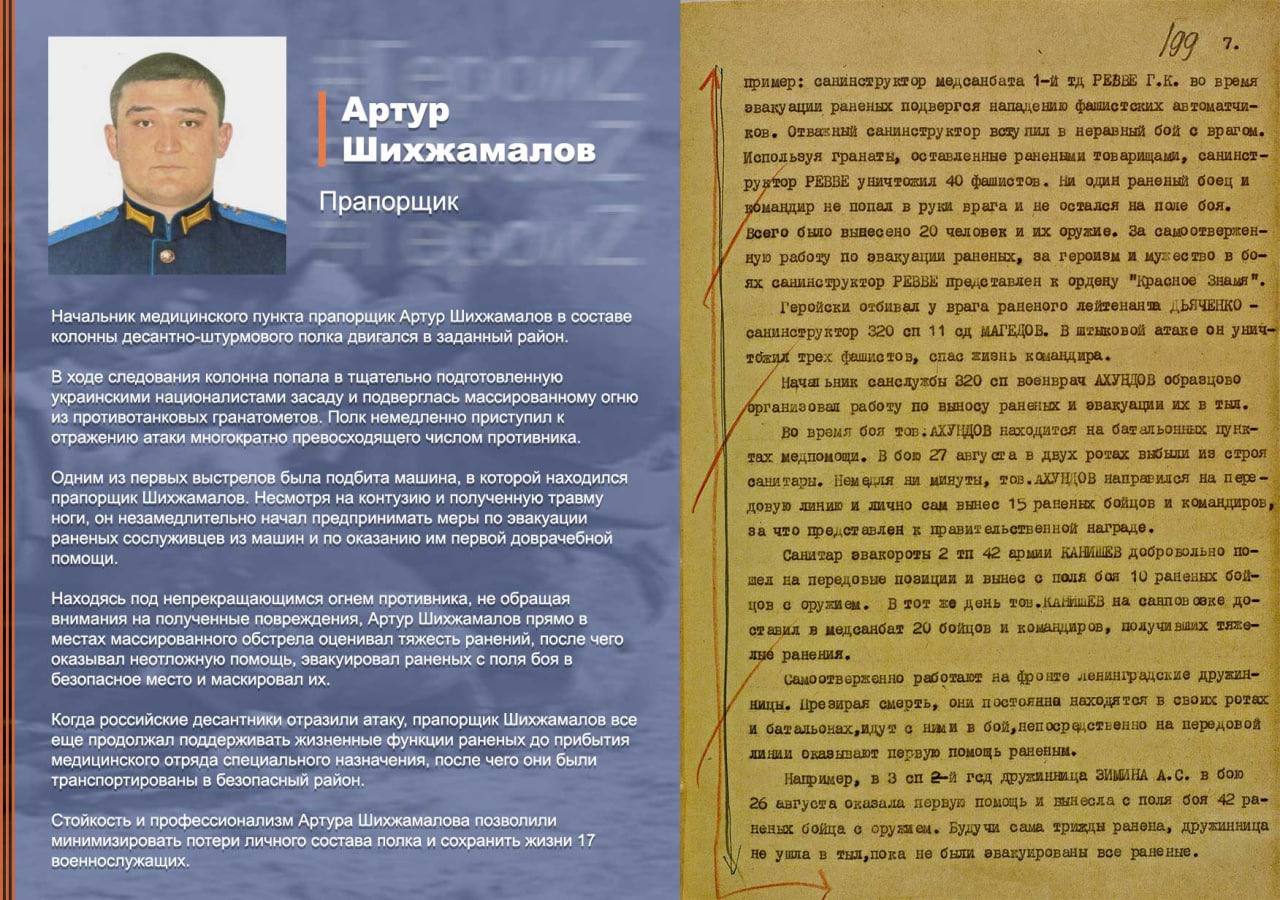 #ГероиZ
Артур
Шихжамалов
Прапорщик
#ГероиZ
Начальник медицинского пункта прапорщик Артур Шихжамалов в составе
колонны десантно-штурмового полка двигался в заданный район.
В ходе следования колонна попала в тщательно подготовленную
украинскими националистами засаду и подверглась массированному огню
из противотанковых гранатометов. Полк немедленно приступил к
отражению атаки многократно превосходящего числом противника.
Одним из первых выстрелов была подбита машина, в которой находился
прапорщик Шихжамалов. Несмотря на контузию и полученную травму
ноги, он незамедлительно начал предпринимать меры по эвакуации
раненых сослуживцев из машин и по оказанию им первой доврачебной
помощи.
Находясь под непрекращающимся огнем противника, не обращая
внимания на полученные повреждения, Артур Шихжамалов прямо в
местах массированного обстрела оценивал тяжесть ранений, после чего
оказывал неотложную помощь, эвакуировал раненых с поля боя в
безопасное место и маскировал их.
Когда российские десантники отразили атаку, прапорщик Шихжамалов все
еще продолжал поддерживать жизненные функции раненых до прибытия
медицинского отряда специального назначения, после чего они были
транспортированы в безопасный район.
Стойкость и профессионализм Артура Шихжамалова позволили
минимизировать потери личного состава полка и сохранить жизни 17
военнослужащих.
199 7.
пример: санинструктор медсанбата 1-й тд РЕВВЕ Г.К. во время
эвакуации раненых подвергся нападению фашистских автоматчи-
ков. Отважный санинструктор вступил в неравный бой с врагом.
Используя гранаты, оставленные ранеными товарищами, санинст-
руктор РЕВВЕ уничтожил 40 фашистов. Ни один раненый боец и
командир не попал в руки врага и не остался на поле боя.
Всего было вынесено 20 человек и их оружие. За самоотвержен-
ную работу по эвакуации раненых, за героизм и мужество в бо-
ях санинструктор РЕВВЕ представлен к ордену "Красное Знамя".
Геройски отбивал у врага раненого лейтенанта ДЬЯЧЕНКО -
санинструктор 320 сп 11 сд МАГЕДОВ. В штыковой атаке он унич-
тожил трех фашистов, спас жизнь командира.
Начальник санслужбы 320 сп военврач АХУНДОВ образцово
организовал работу по выносу раненых и эвакуации их в тыл.
Во время боя тов.АХУНДОВ находится на батальонных пунк-
тах медпомощи. В бою 27 августа в двух ротах выбыли из строя
санитары. Немедля ни минуты, тов.АХУНДОВ направился на пере-
довую линию и лично сам вынес 15 раненых бойцов и командиров,
за что представлен к правительственной награде.
Санитар эвакороты 2 тп 42 армии КАНИШЕВ добровольно по-
шел на передовые позиции и вынес с поля боя 10 раненых бой-
цов с оружием. В тот же день тов.КАНИШЕВ на санповозке до-
ставил в медсанбат 20 бойцов и командиров, получивших тяже-
лые ранения.
Самоотверженно работают на фронте ленинградские дружин-
ницы. Презирая смерть, они постоянна находятся в своих ротах
и батальонах,идут с ними в бой,непосредственно на передовой
линии оказывают первую помощь раненым.
Например, в 3 сп 2-й гсд дружинница ЗИМИНА А.С. в бою
26 августа оказала первую помощь и вынесла с поля боя 42 ра-
неных бойца с оружием. Будучи сама трижды ранена, дружинница
не ушла в тыл,пока не были эвакуированы все раненые.